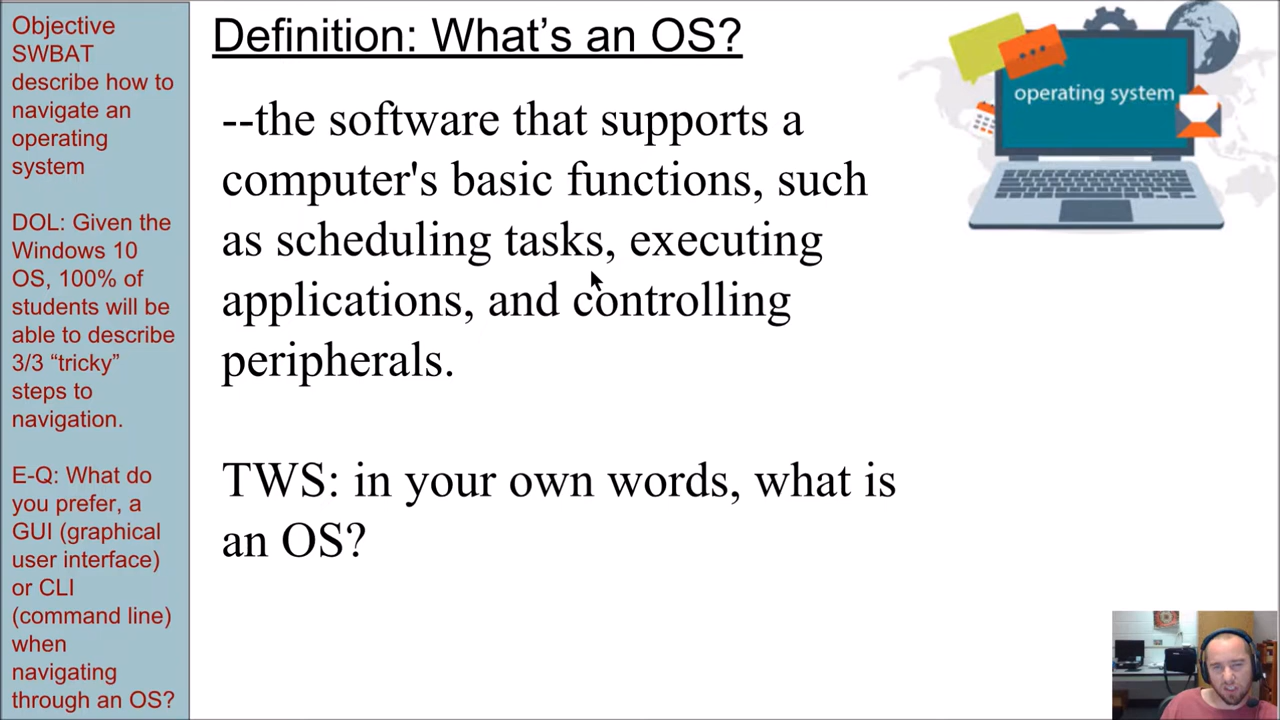 Objective
SWBAT
describe how to
navigate an
operating
system
DOL: Given the
Windows 10
OS, 100% of
students will be
able to describe
3/3 “tricky”
steps to
navigation.
E-Q: What do
you prefer, a
GUI (graphical
user interface)
or CLI
(command line)
when
navigating
through an OS?
Definition: What’s an OS?
--the software that supports a
computer's basic functions, such
as scheduling tasks, executing
applications, and controlling
peripherals.
TWS: in your own words, what is
an OS?
operating system